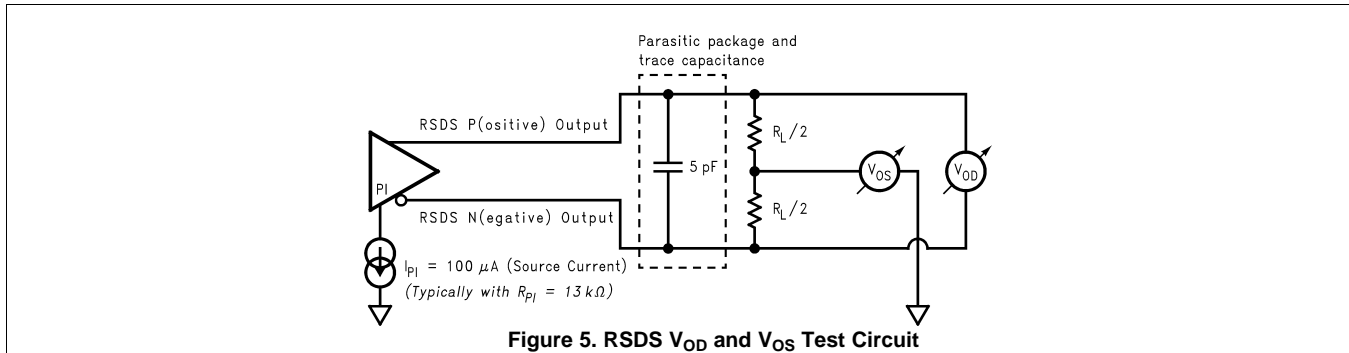 Parasitic package and
trace capacitance
RSDS P(ositive) Output
R_L/2
5 pF
V_OS
V_OD
PI
R_L/2
RSDS N(egative) Output
I_PI = 100 μA (Source Current)
(Typically with R_PI = 13 kΩ)
Figure 5. RSDS V_OD and V_OS Test Circuit